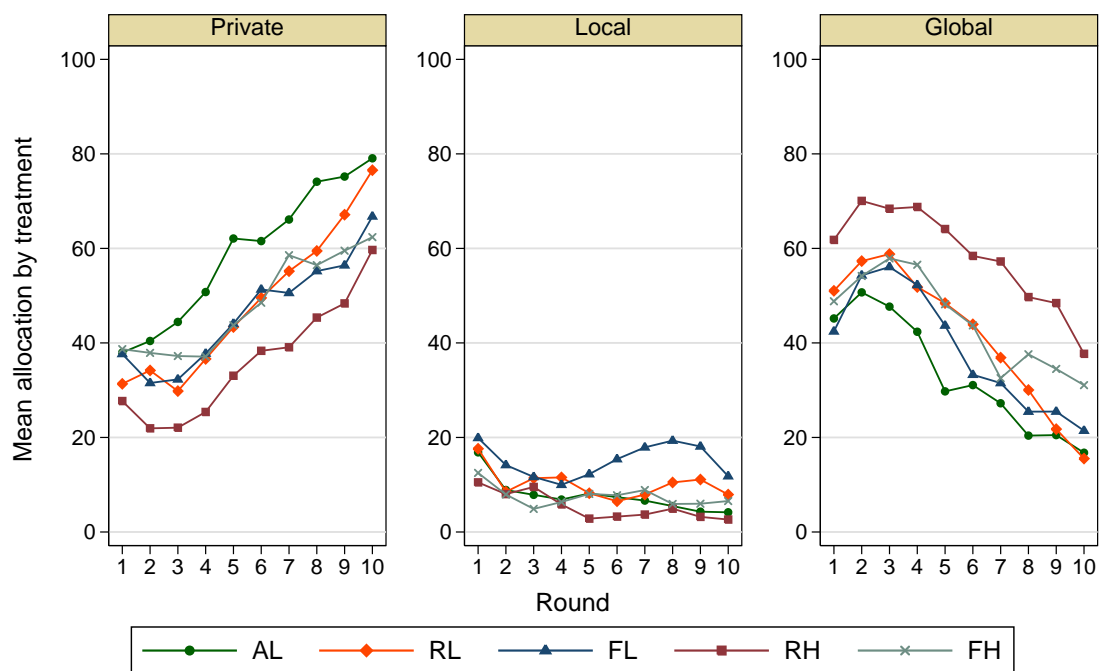 Private Local Global
Mean allocation by treatment
100 100 100
80 80 80
60 60 60
40 40 40
20 20 20
0 0 0
1 2 3 4 5 6 7 8 9 10 1 2 3 4 5 6 7 8 9 10 1 2 3 4 5 6 7 8 9 10
Round
AL RL FL RH FH